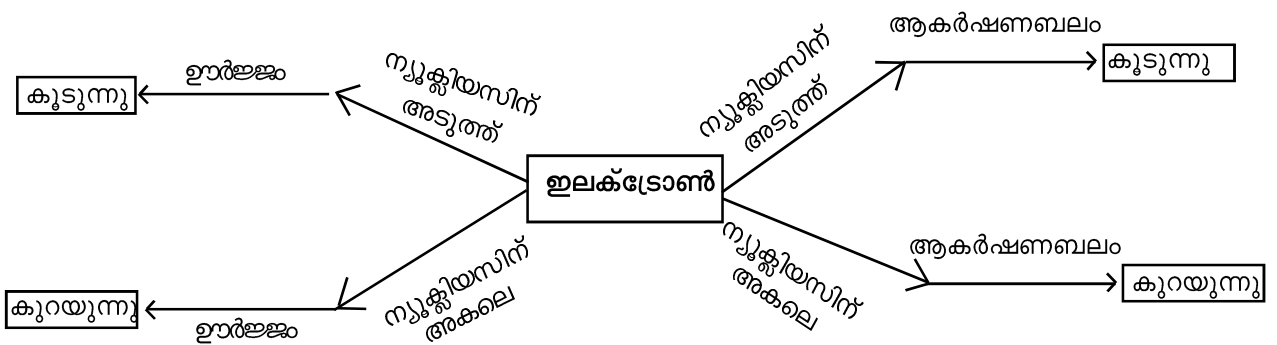 ആകർഷണബലം
ന്യൂക്ലിയസിന്
അടുത്ത്
കൂടുന്നു
ഊർജ്ജം
കൂടുന്നു
ന്യൂക്ലിയസിന്
അടുത്ത്
ഇലക്ട്രോൺ
ന്യൂക്ലിയസിന്
അകലെ
ആകർഷണബലം
കുറയുന്നു
ന്യൂക്ലിയസിന്
അകലെ
ഊർജ്ജം
കുറയുന്നു